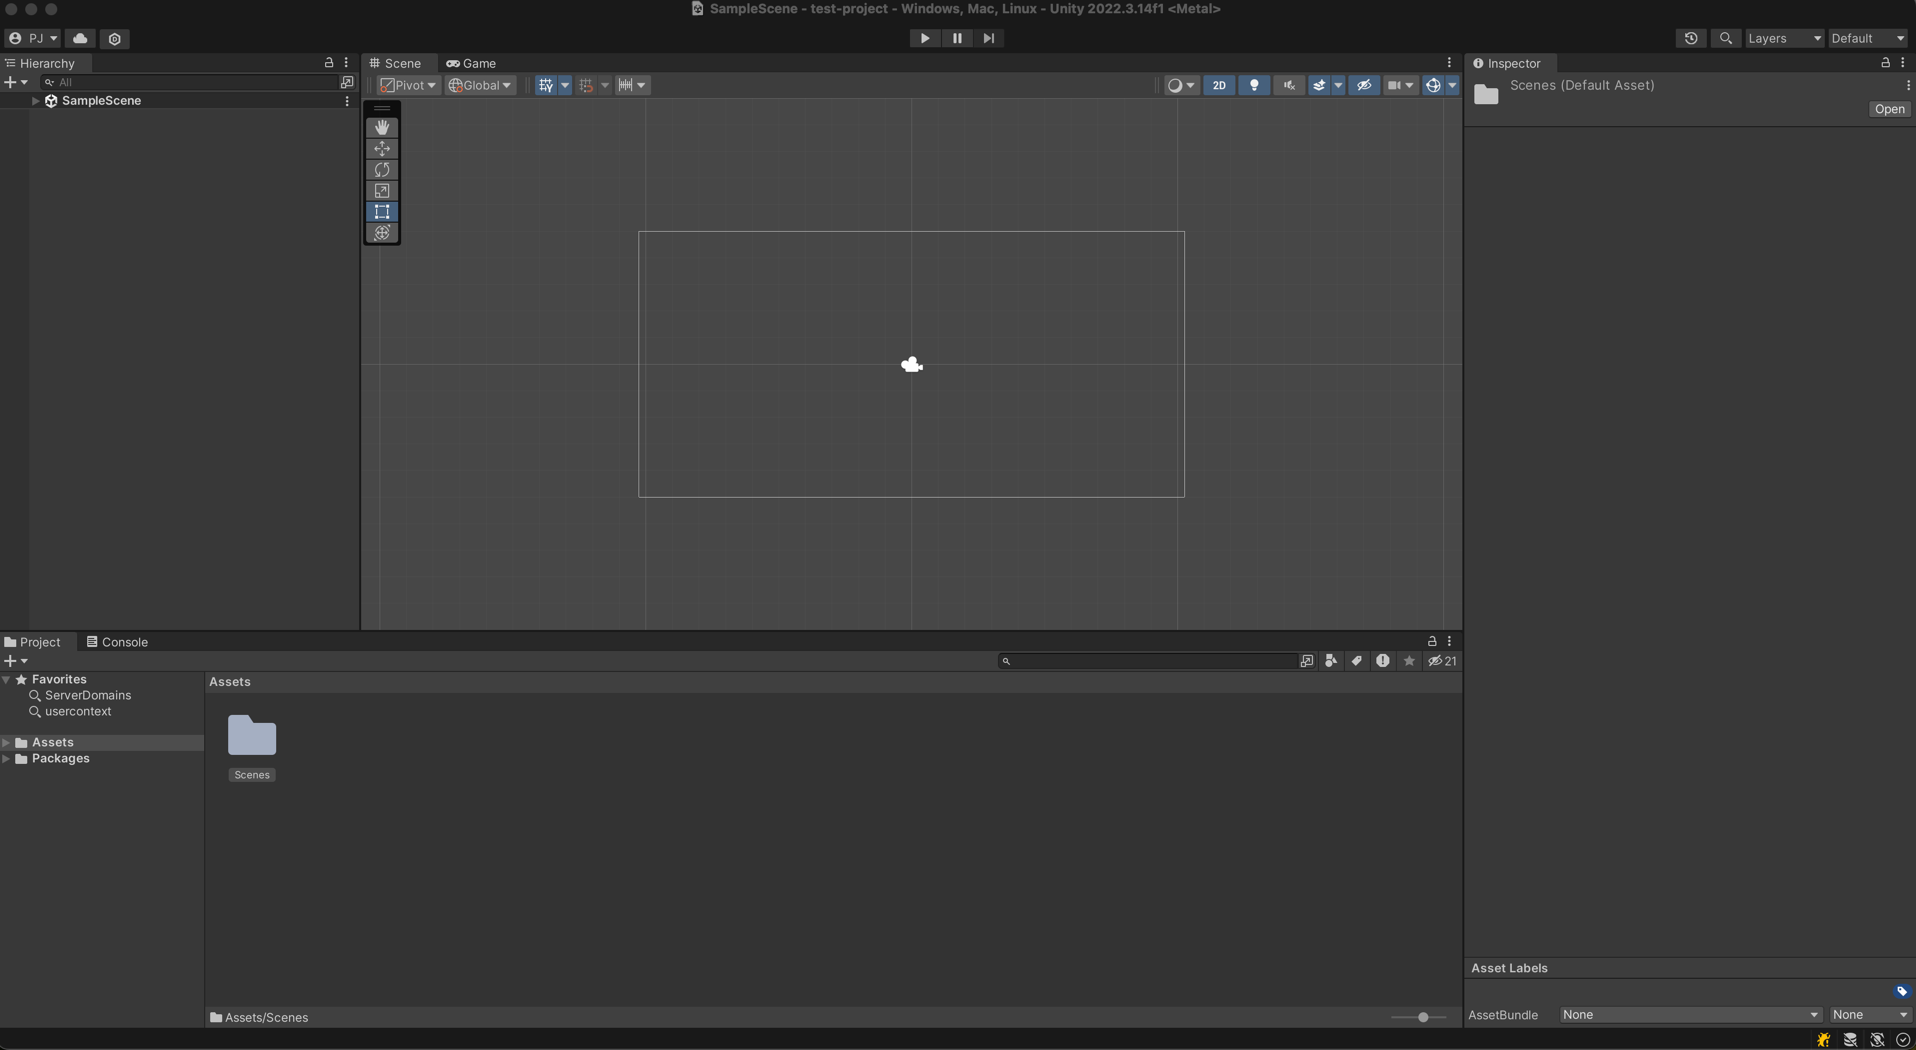 SampleScene - test-project - Windows, Mac, Linux - Unity 2022.3.14f1 <Metal>
PJ
Layers
Default
Hierarchy
All
SampleScene
Scene
Game
Pivot
Global
2D
Inspector
Scenes (Default Asset)
Open
Project
Console
21
Favorites
ServerDomains
usercontext
Assets
Packages
Assets
Scenes
Assets/Scenes
Asset Labels
AssetBundle
None
None